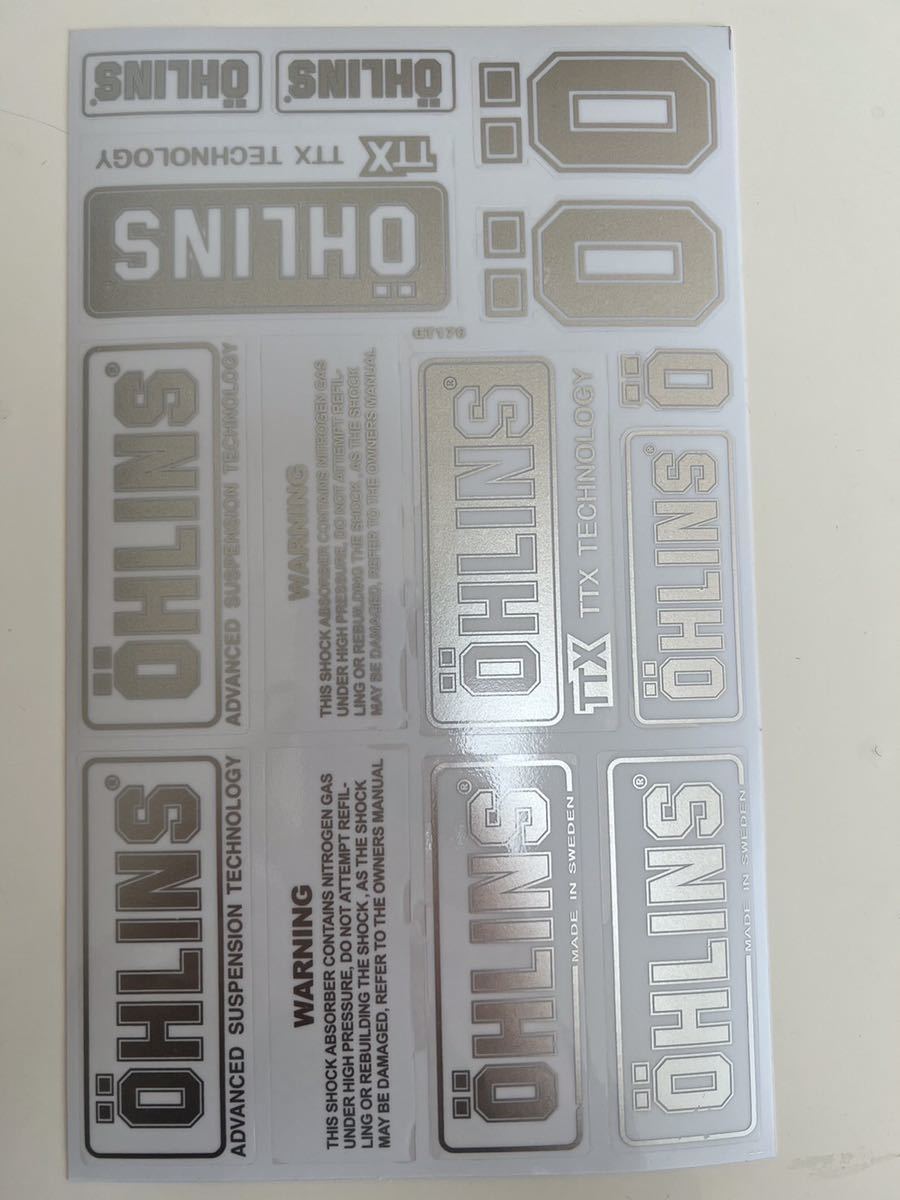 ÖHLINS®
ÖHLINS®
Ö
TTX TTX TECHNOLOGY
ÖHLINS
Ö
GT176
ÖHLINS®
ADVANCED SUSPENSION TECHNOLOGY
WARNING
THIS SHOCK ABSORBER CONTAINS NITROGEN GAS
UNDER HIGH PRESSURE, DO NOT ATTEMPT REFIL-
LING OR REBUILDING THE SHOCK , AS THE SHOCK
MAY BE DAMAGED, REFER TO THE OWNERS MANUAL
ÖHLINS®
TTX TTX TECHNOLOGY
Ö
ÖHLINS®
ÖHLINS®
ADVANCED SUSPENSION TECHNOLOGY
WARNING
THIS SHOCK ABSORBER CONTAINS NITROGEN GAS
UNDER HIGH PRESSURE, DO NOT ATTEMPT REFIL-
LING OR REBUILDING THE SHOCK , AS THE SHOCK
MAY BE DAMAGED, REFER TO THE OWNERS MANUAL
ÖHLINS®
MADE IN SWEDEN
ÖHLINS®
MADE IN SWEDEN